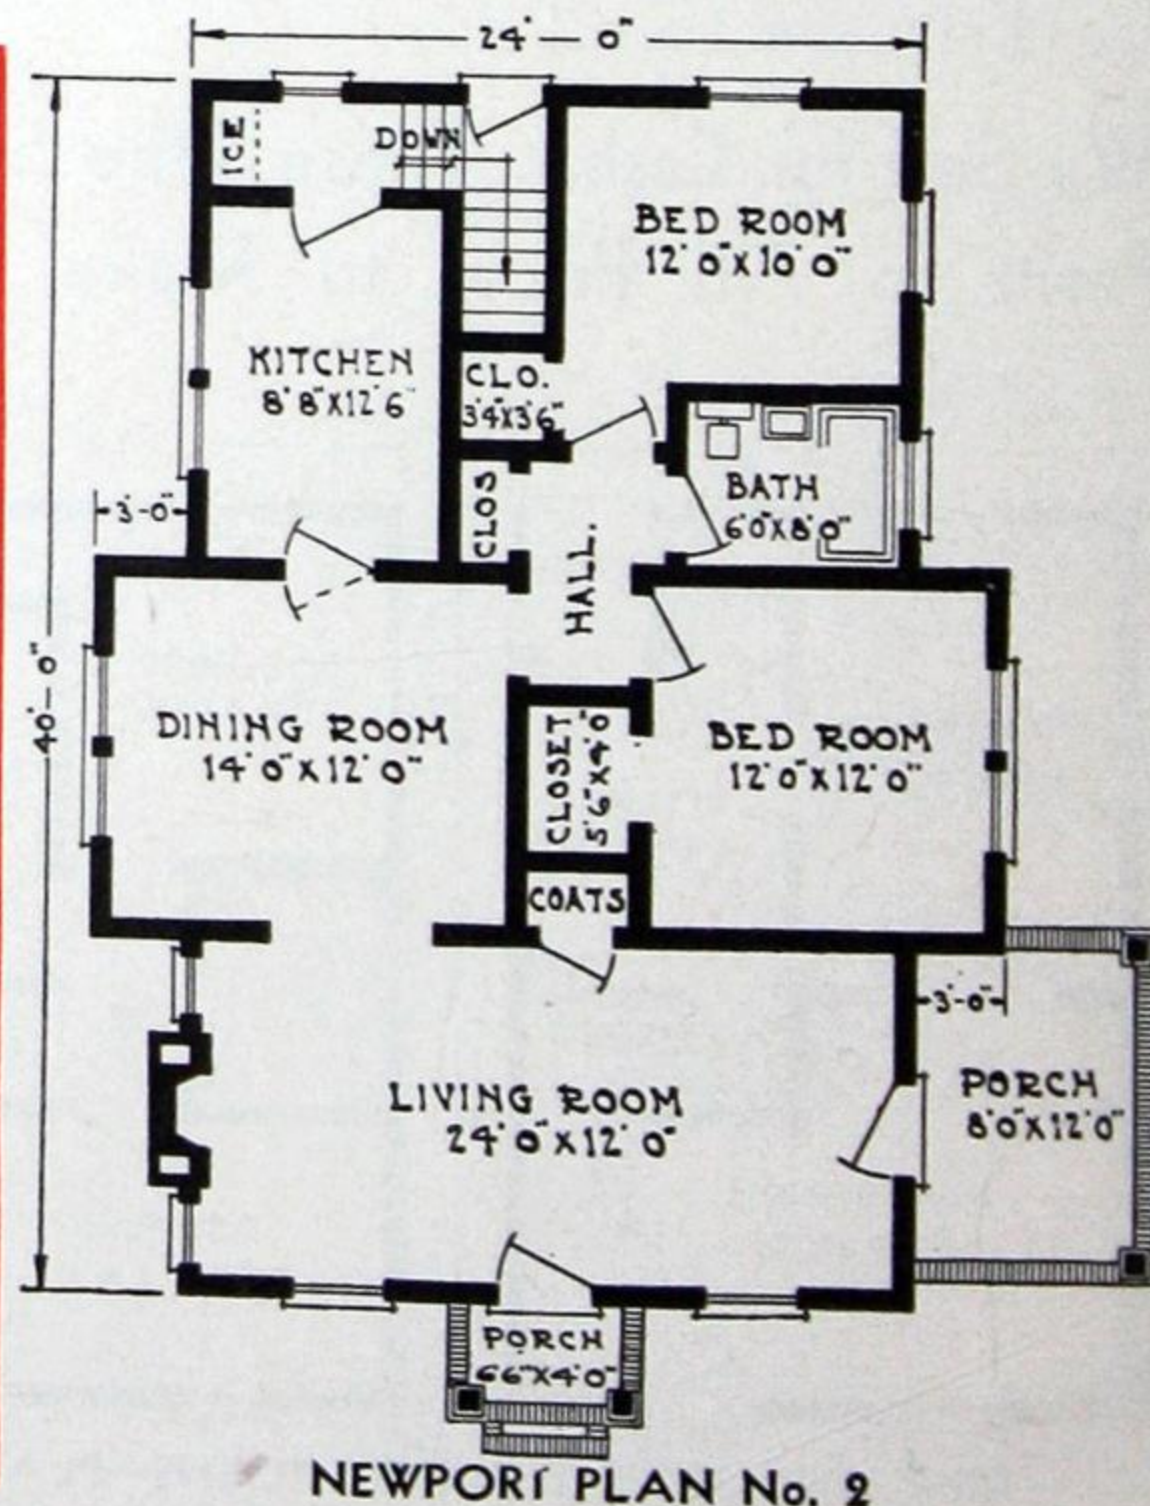 24'-0"
ICE
DOWN
BED ROOM
12'0"X10'0"
KITCHEN
8'8"X12'6"
CLO.
3'4"X3'6"
CLOS
BATH
6'0"X8'0"
3'-0"
HALL.
40'-0"
DINING ROOM
14'0"X12'0"
CLOSET
5'6"X4'0"
BED ROOM
12'0"X12'0"
COATS
3'-0"
LIVING ROOM
24'0"X12'0"
PORCH
8'0"X12'0"
PORCH
6'6"X4'0"
NEWPORT PLAN No. 2